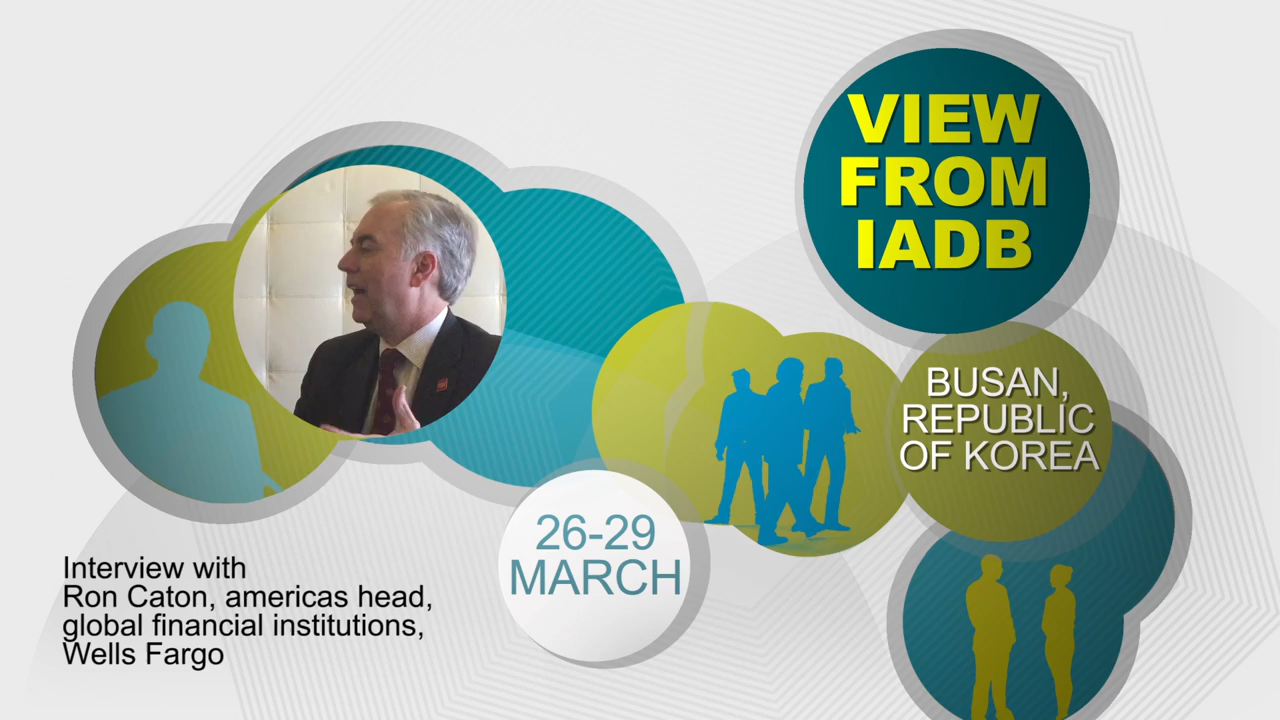 VIEW
FROM
IADB
BUSAN,
REPUBLIC
OF KOREA
26-29
MARCH
Interview with
Ron Caton, americas head,
global financial institutions,
Wells Fargo